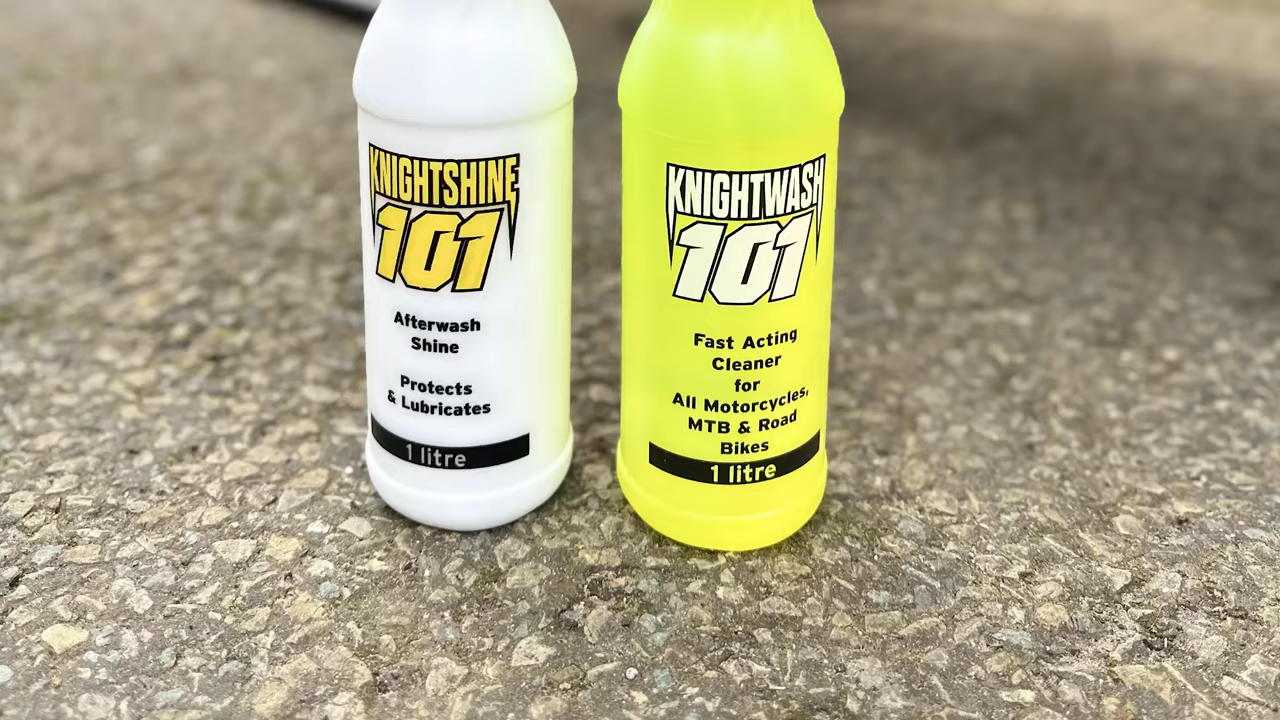 KNIGHTSHINE
101
Afterwash
Shine
Protects
& Lubricates
1 litre
KNIGHTWASH
101
Fast Acting
Cleaner
for
All Motorcycles,
MTB & Road
Bikes
1 litre